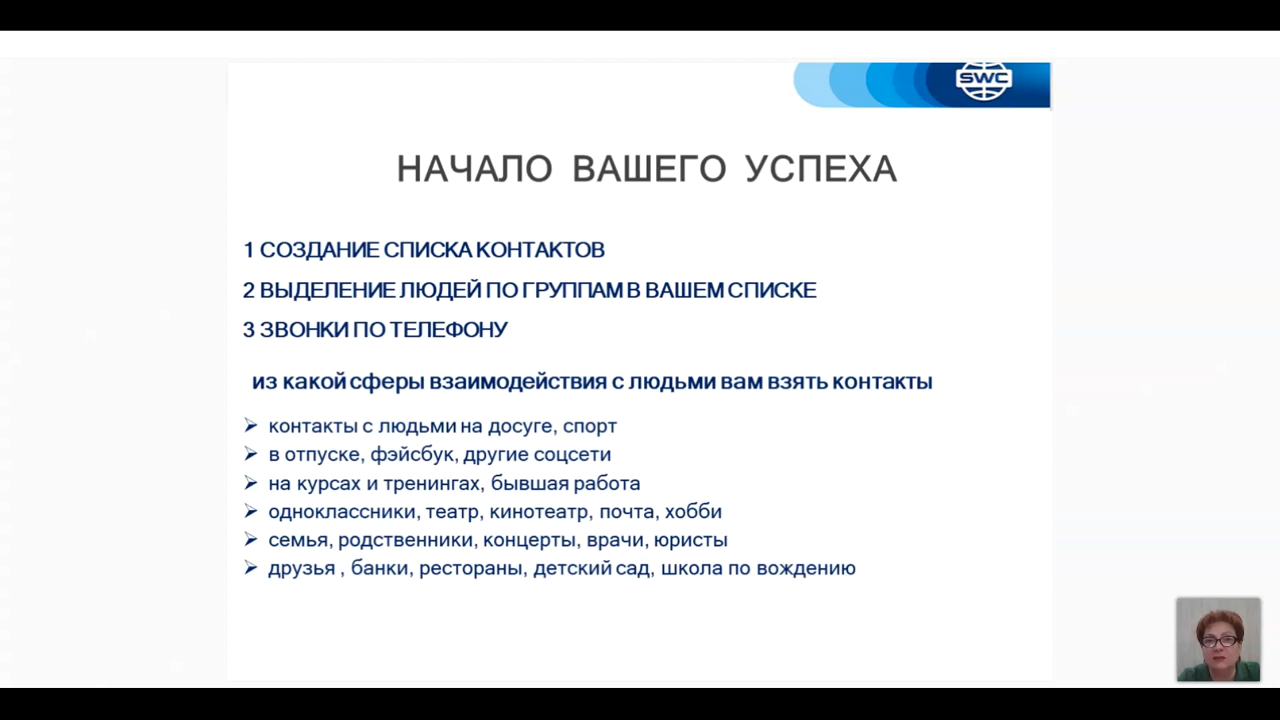 SWC
НАЧАЛО ВАШЕГО УСПЕХА
1 СОЗДАНИЕ СПИСКА КОНТАКТОВ
2 ВЫДЕЛЕНИЕ ЛЮДЕЙ ПО ГРУППАМ В ВАШЕМ СПИСКЕ
3 ЗВОНКИ ПО ТЕЛЕФОНУ
из какой сферы взаимодействия с людьми вам взять контакты
➢ контакты с людьми на досуге, спорт
➢ в отпуске, фэйсбук, другие соцсети
➢ на курсах и тренингах, бывшая работа
➢ одноклассники, театр, кинотеатр, почта, хобби
➢ семья, родственники, концерты, врачи, юристы
➢ друзья , банки, рестораны, детский сад, школа по вождению